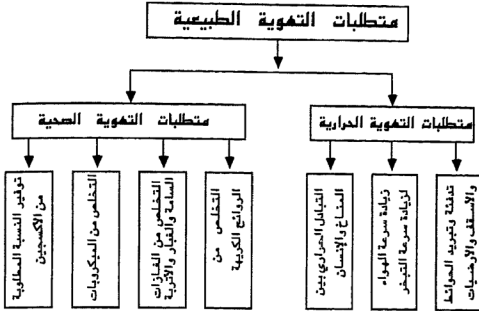 متطلبات التهوية الطبيعية
متطلبات التهوية الحرارية
متطلبات التهوية الصحية
تدفئة وتبريد الحوائط
والأسقف والأرضيات
زيادة سرعة الهواء
لزيادة سرعة التبخر
التبادل الحراري بين
المناخ والإنسان
التخلص من
الروائح الكريهة
التخلص من الغازات
السامة والغبار والأتربة
التخلص من الميكروبات
توفير النسبة المطلوبة
من الأكسجين